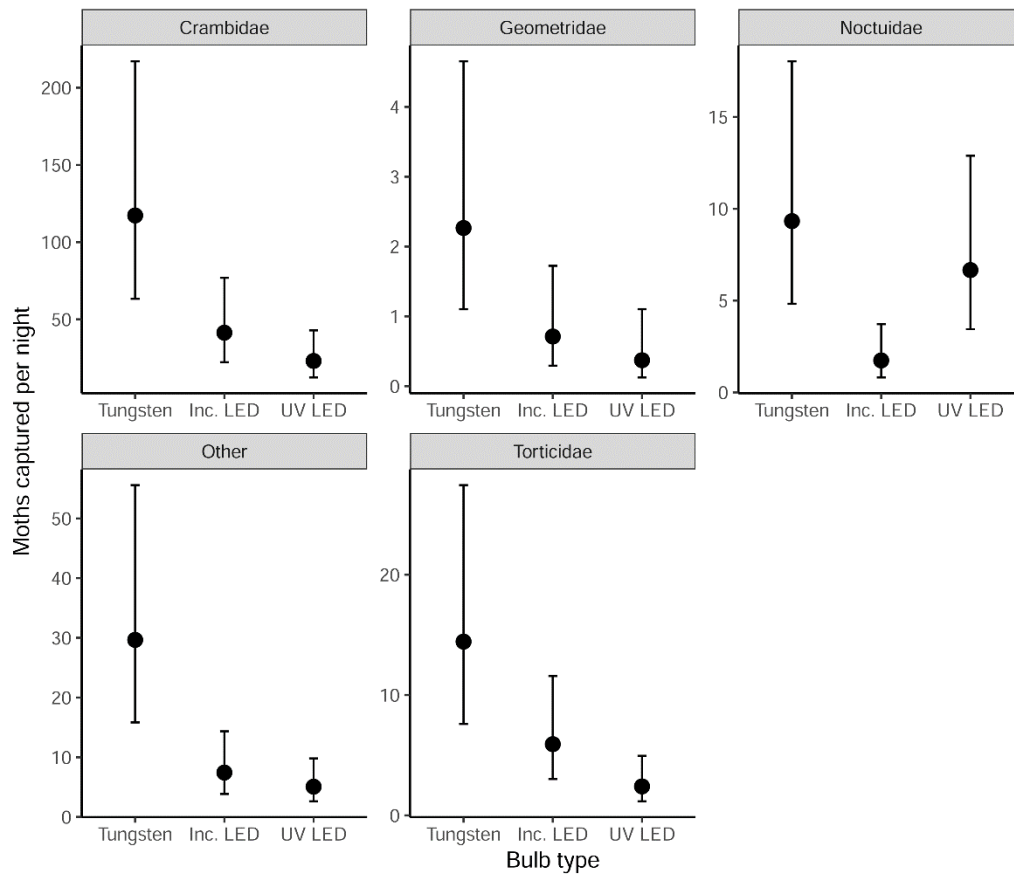 Crambidae
Geometridae
Noctuidae
200
150
100
50
4
3
2
1
0
15
10
5
0
Tungsten Inc. LED UV LED
Tungsten Inc. LED UV LED
Tungsten Inc. LED UV LED
Moths captured per night
Other
Torticidae
50
40
30
20
10
0
20
10
0
Tungsten Inc. LED UV LED
Tungsten Inc. LED UV LED
Bulb type